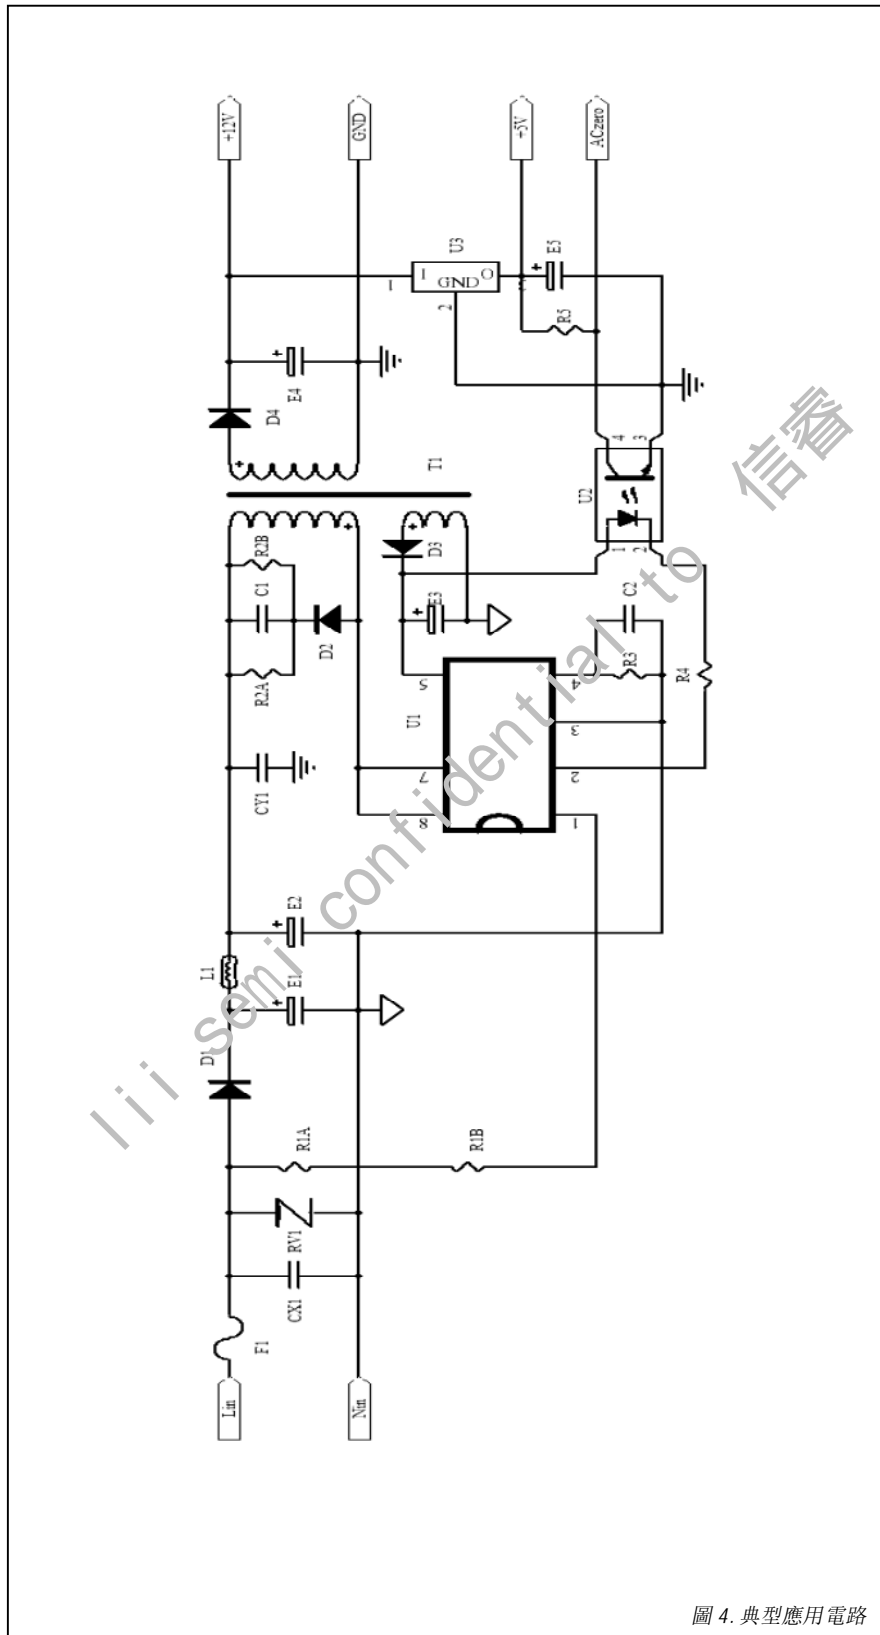 +12V
GND
+5V
ACzero
U3
1
I
GND
O
2
3
E5
R5
E4
D4
T1
U2
4
3
1
2
R2B
C1
R2A
D2
D3
E3
C2
R3
R4
U1
5
4
3
7
2
8
1
CY1
E2
L1
E1
D1
R1A
R1B
RV1
CX1
F1
Lin
Nin
lii semi confidential to 信睿
圖 4. 典型應用電路